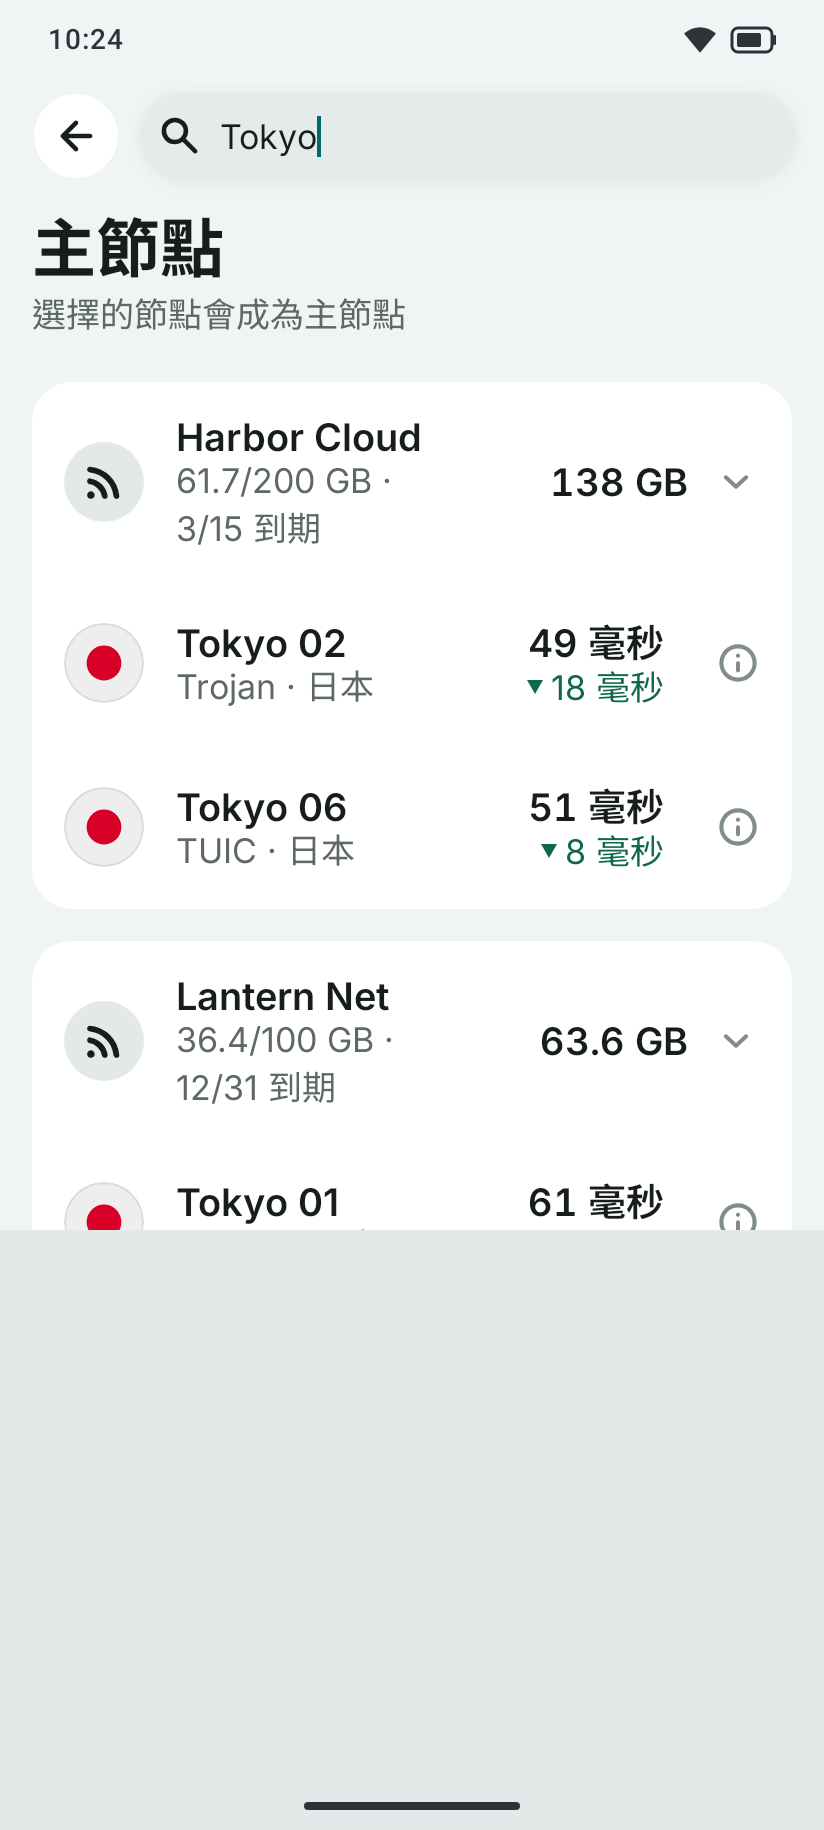 10:24
Tokyo
主節點
選擇的節點會成為主節點
Harbor Cloud
61.7/200 GB ·
3/15 到期
138 GB
Tokyo 02
Trojan · 日本
49 毫秒
▼18 毫秒
Tokyo 06
TUIC · 日本
51 毫秒
▼8 毫秒
Lantern Net
36.4/100 GB ·
12/31 到期
63.6 GB
Tokyo 01
61 毫秒